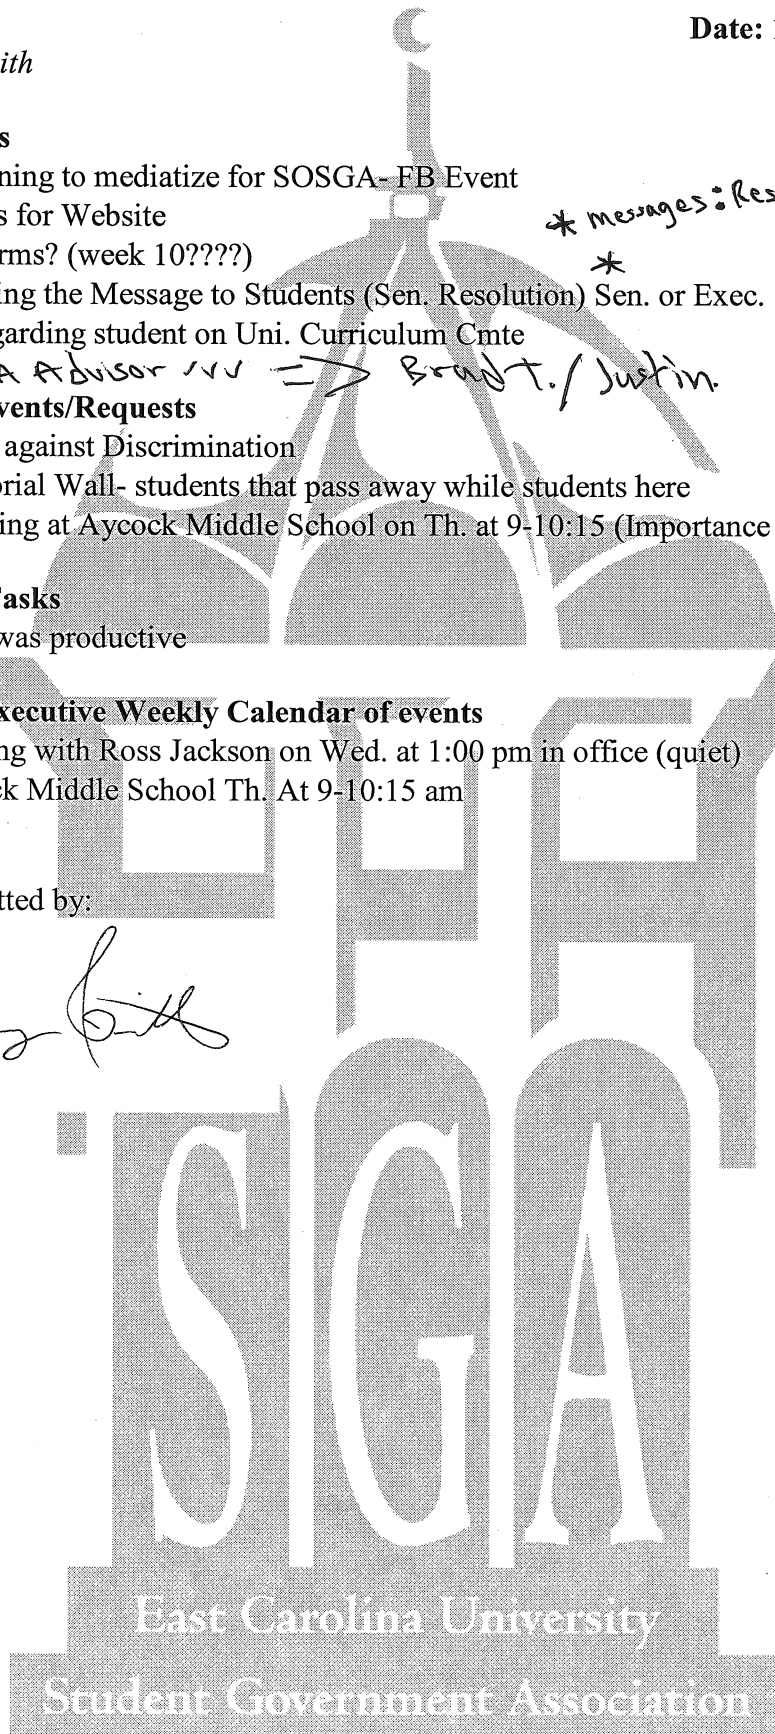 Date:
ith
s
ning to mediatize for SOSGA- FB Event
s for Website
* messages: Res
rms? (week 10????)
*
ing the Message to Students (Sen. Resolution) Sen. or Exec.
garding student on Uni. Curriculum Cmte
A Advisor => Brad T. / Justin.
vents/Requests
against Discrimination
orial Wall- students that pass away while students here
ing at Aycock Middle School on Th. at 9-10:15 (Importance
Tasks
was productive
xecutive Weekly Calendar of events
ng with Ross Jackson on Wed. at 1:00 pm in office (quiet)
ck Middle School Th. At 9-10:15 am
tted by:
SGA
East Carolina University
Student Government Association